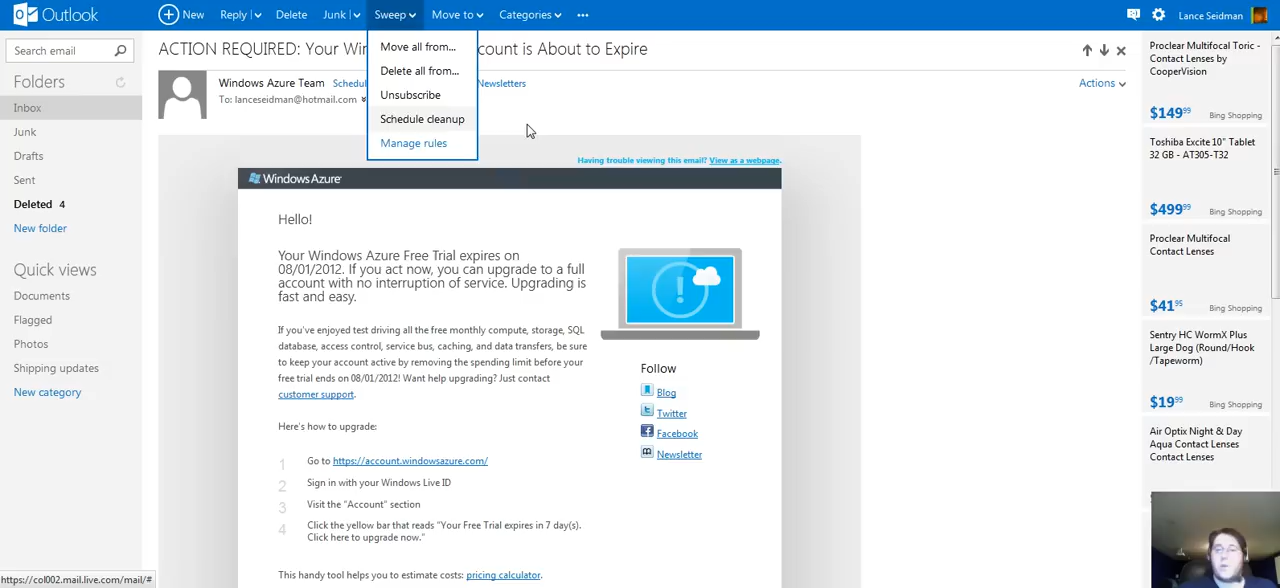 Outlook
New
Reply
Delete
Junk
Sweep
Move to
Categories
•••
Lance Seidman
Search email
Folders
Inbox
Junk
Drafts
Sent
Deleted 4
New folder
Quick views
Documents
Flagged
Photos
Shipping updates
New category
ACTION REQUIRED: Your Win
count is About to Expire
Windows Azure Team
Schedul
Newsletters
To: lanceseidman@hotmail.com
Actions
Move all from...
Delete all from...
Unsubscribe
Schedule cleanup
Manage rules
Having trouble viewing this email? View as a webpage.
Windows Azure
Hello!
Your Windows Azure Free Trial expires on
08/01/2012. If you act now, you can upgrade to a full
account with no interruption of service. Upgrading is
fast and easy.
If you've enjoyed test driving all the free monthly compute, storage, SQL
database, access control, service bus, caching, and data transfers, be sure
to keep your account active by removing the spending limit before your
free trial ends on 08/01/2012! Want help upgrading? Just contact
customer support.
Here's how to upgrade:
1 Go to https://account.windowsazure.com/
2 Sign in with your Windows Live ID
3 Visit the "Account" section
4 Click the yellow bar that reads "Your Free Trial expires in 7 day(s).
Click here to upgrade now."
This handy tool helps you to estimate costs: pricing calculator.
!
Follow
Blog
Twitter
Facebook
Newsletter
Proclear Multifocal Toric -
Contact Lenses by
CooperVision
$149.99 Bing Shopping
Toshiba Excite 10" Tablet
32 GB - AT305-T32
$499.99 Bing Shopping
Proclear Multifocal
Contact Lenses
$41.95 Bing Shopping
Sentry HC WormX Plus
Large Dog (Round/Hook
/Tapeworm)
$19.99 Bing Shopping
Air Optix Night & Day
Aqua Contact Lenses
Contact Lenses
https://col002.mail.live.com/mail/#